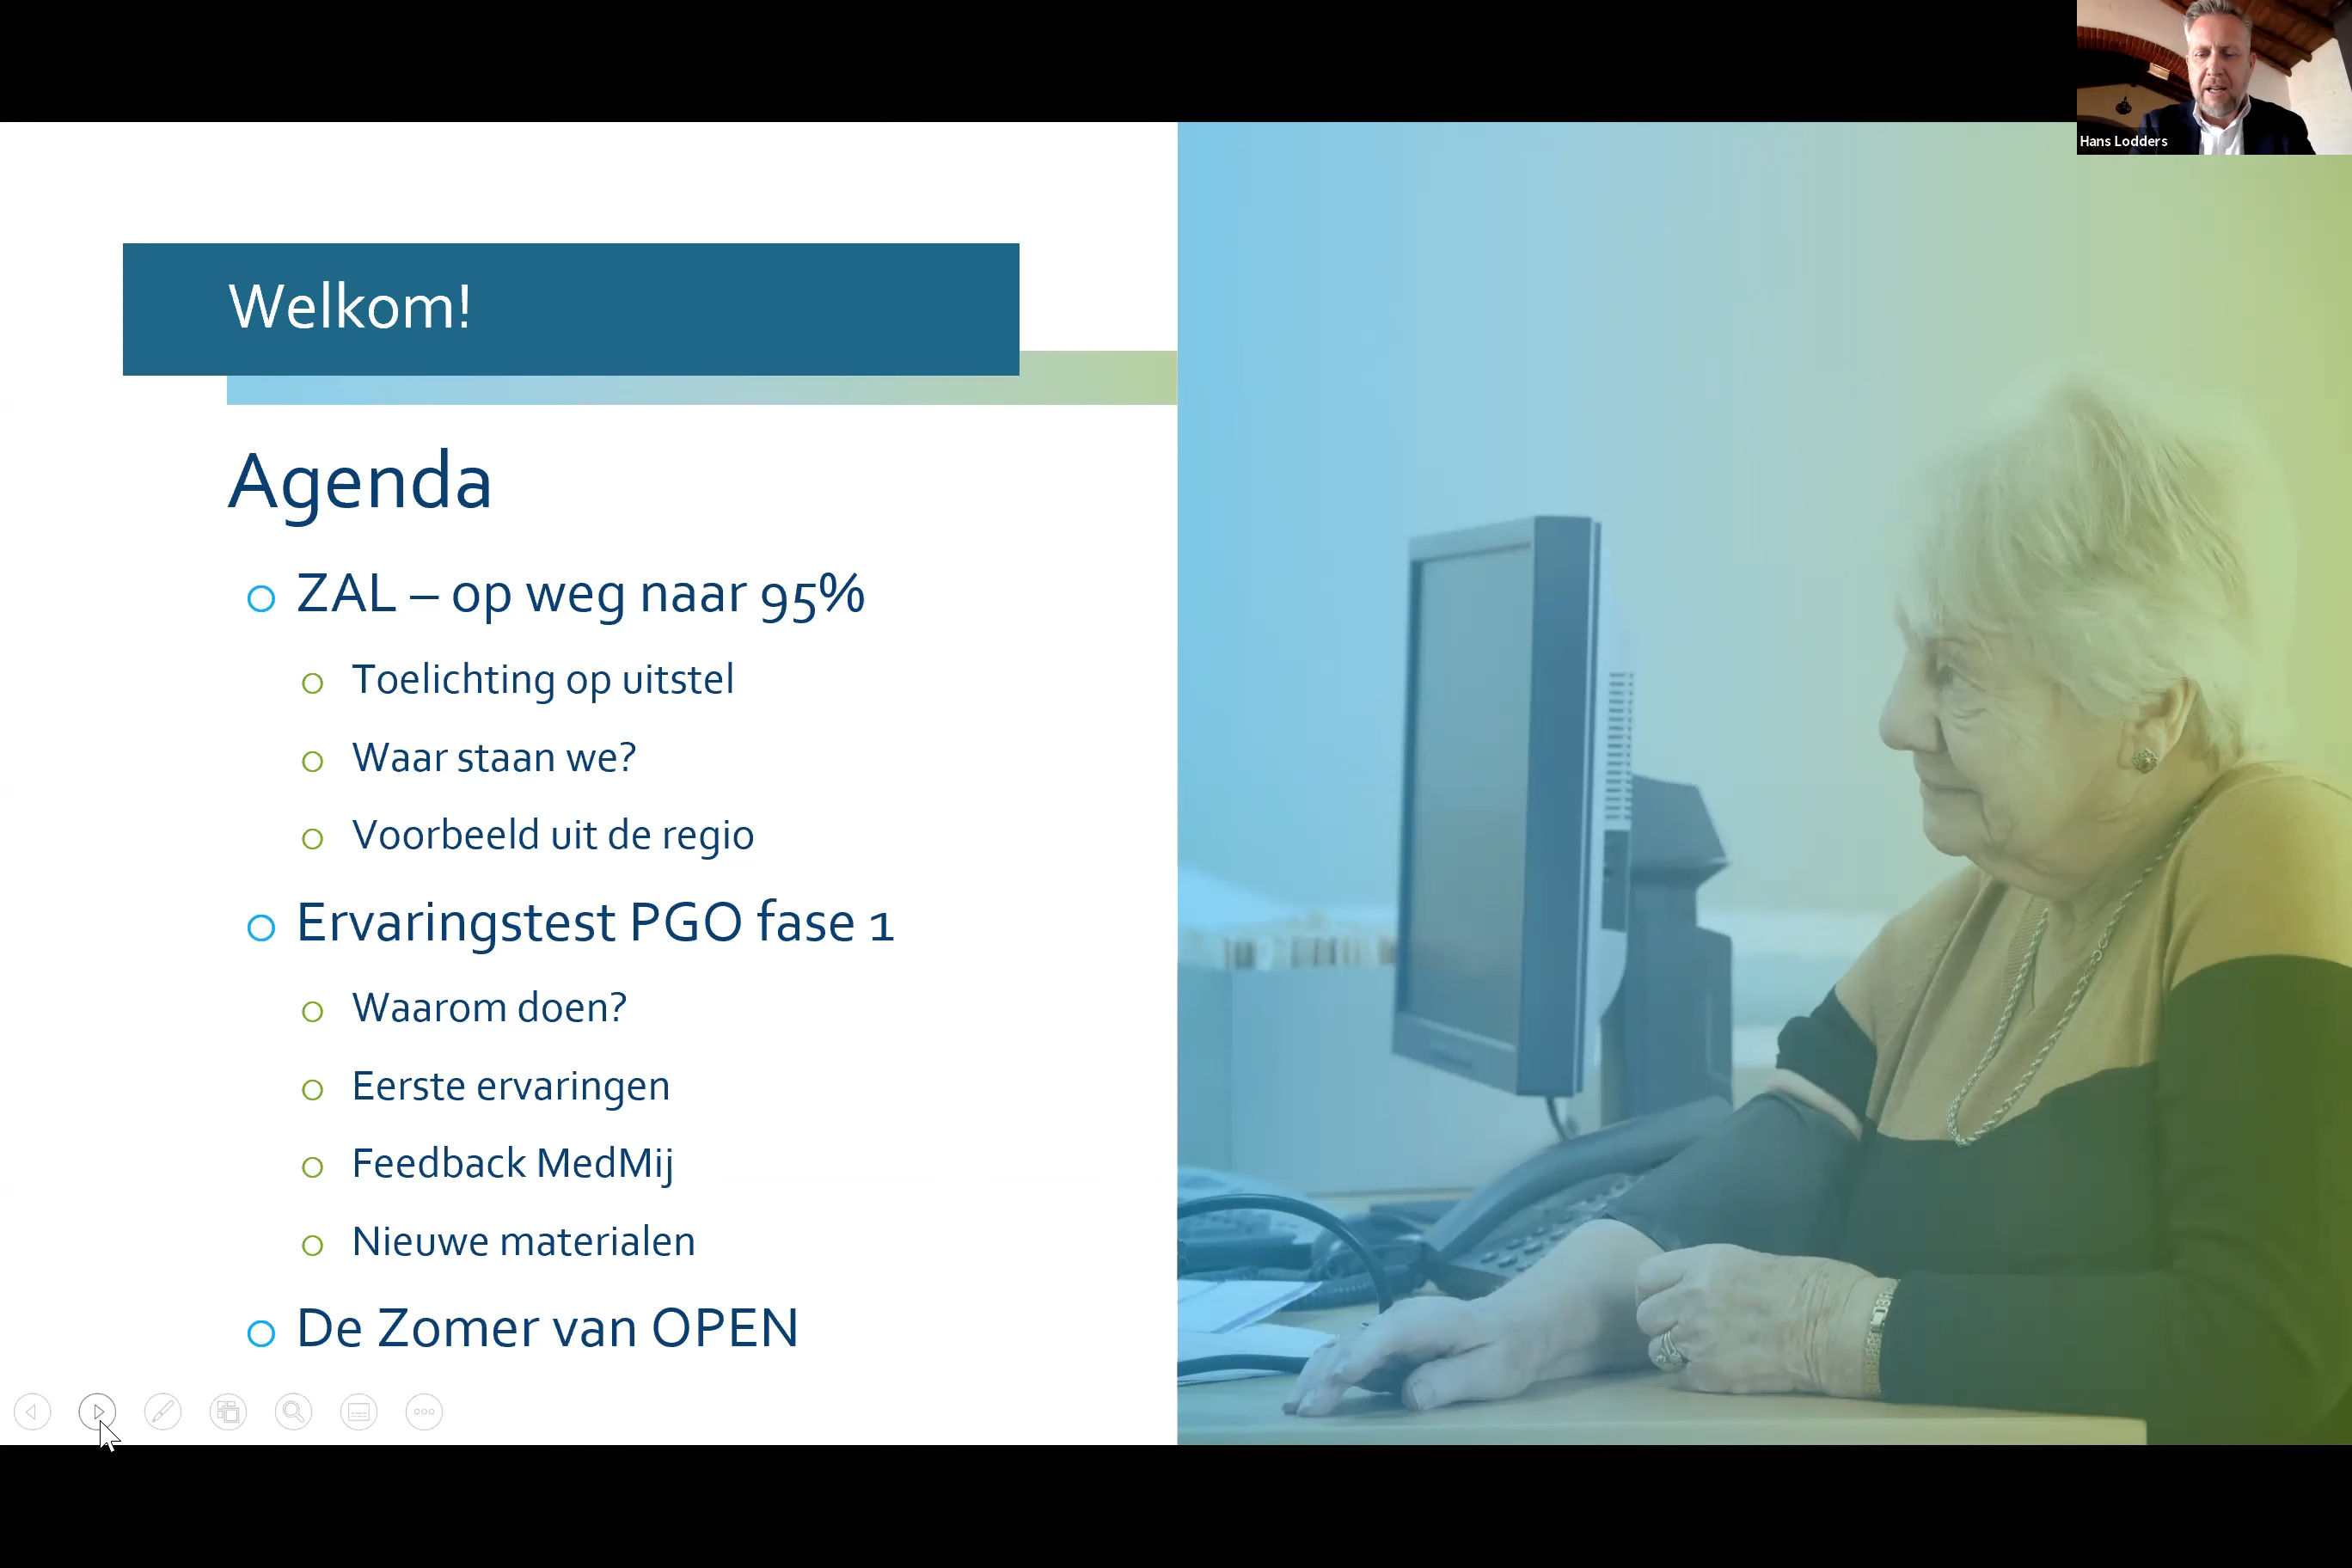 Hans Lodders
Welkom!
Agenda
ZAL – op weg naar 95%
Toelichting op uitstel
Waar staan we?
Voorbeeld uit de regio
Ervaringstest PGO fase 1
Waarom doen?
Eerste ervaringen
Feedback MedMij
Nieuwe materialen
De Zomer van OPEN